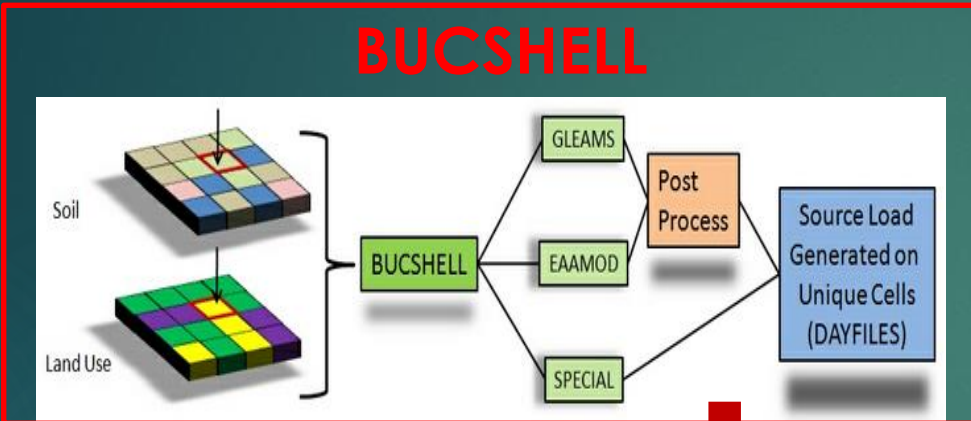 BUCSHELL
Soil
Land Use
BUCSHELL
GLEAMS
EAAMOD
SPECIAL
Post
Process
Source Load
Generated on
Unique Cells
(DAYFILES)